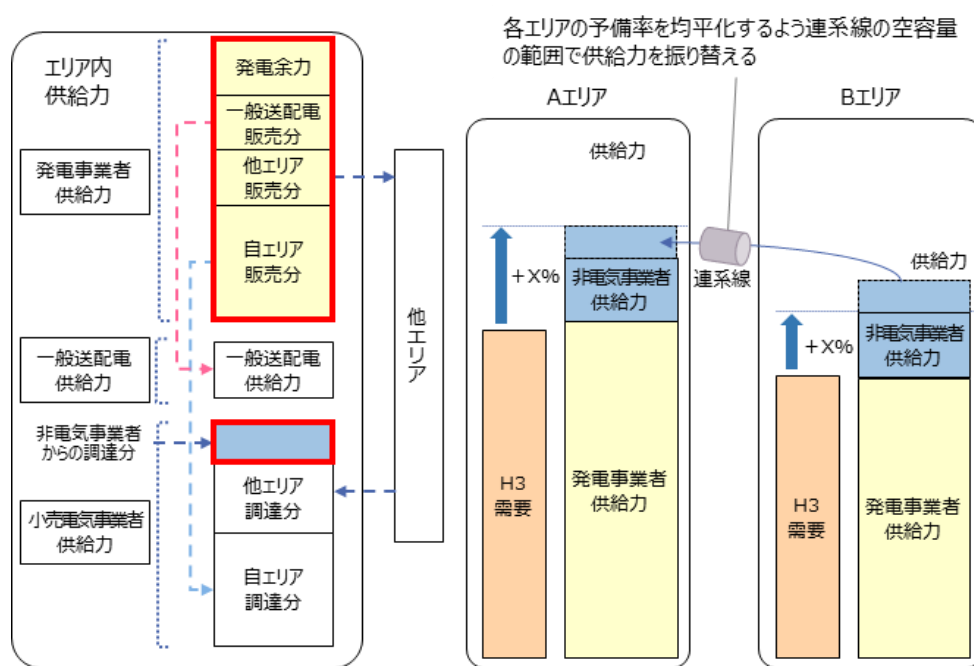 各エリアの予備率を均平化するよう連系線の空容量
の範囲で供給力を振り替える
エリア内
供給力
発電事業者
供給力
一般送配電
供給力
非電気事業者
からの調達分
小売電気事業者
供給力
発電余力
一般送配電
販売分
他エリア
販売分
自エリア
販売分
一般送配電
供給力
他エリア
調達分
自エリア
調達分
他エリア
Aエリア
供給力
+X%
非電気事業者
供給力
H3
需要
発電事業者
供給力
連系線
Bエリア
供給力
+X%
非電気事業者
供給力
H3
需要
発電事業者
供給力